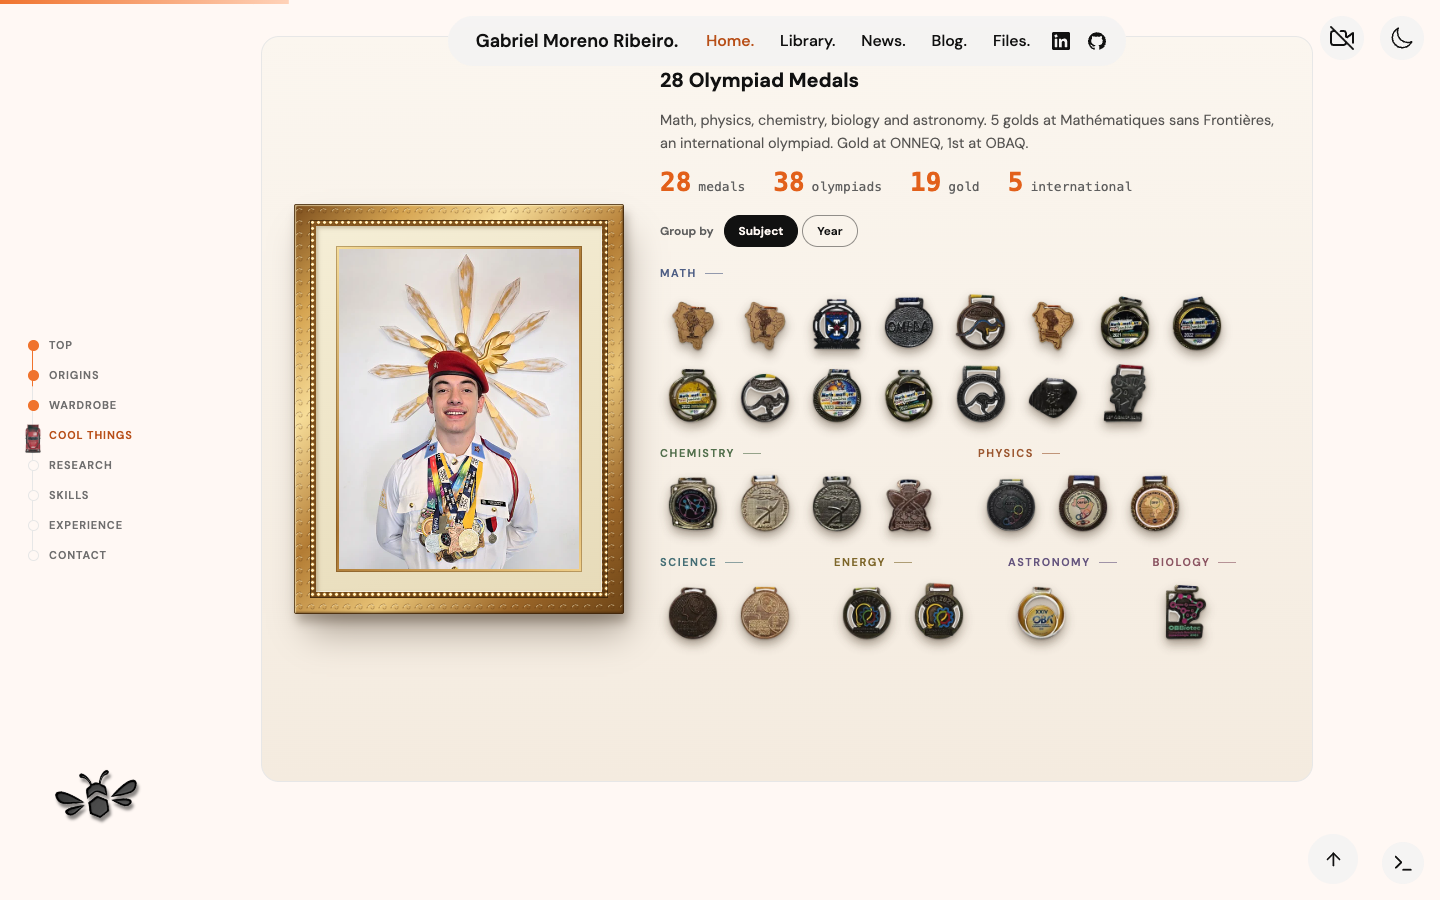 Gabriel Moreno Ribeiro. Home. Library. News. Blog. Files.
28 Olympiad Medals
Math, physics, chemistry, biology and astronomy. 5 golds at Mathématiques sans Frontières,
an international olympiad. Gold at ONNEQ, 1st at OBAQ.
28 medals 38 olympiads 19 gold 5 international
Group by Subject Year
MATH
OMEBA
CHEMISTRY PHYSICS
SCIENCE ENERGY ASTRONOMY BIOLOGY
XXIV
OBA
TOP
ORIGINS
WARDROBE
COOL THINGS
RESEARCH
SKILLS
EXPERIENCE
CONTACT